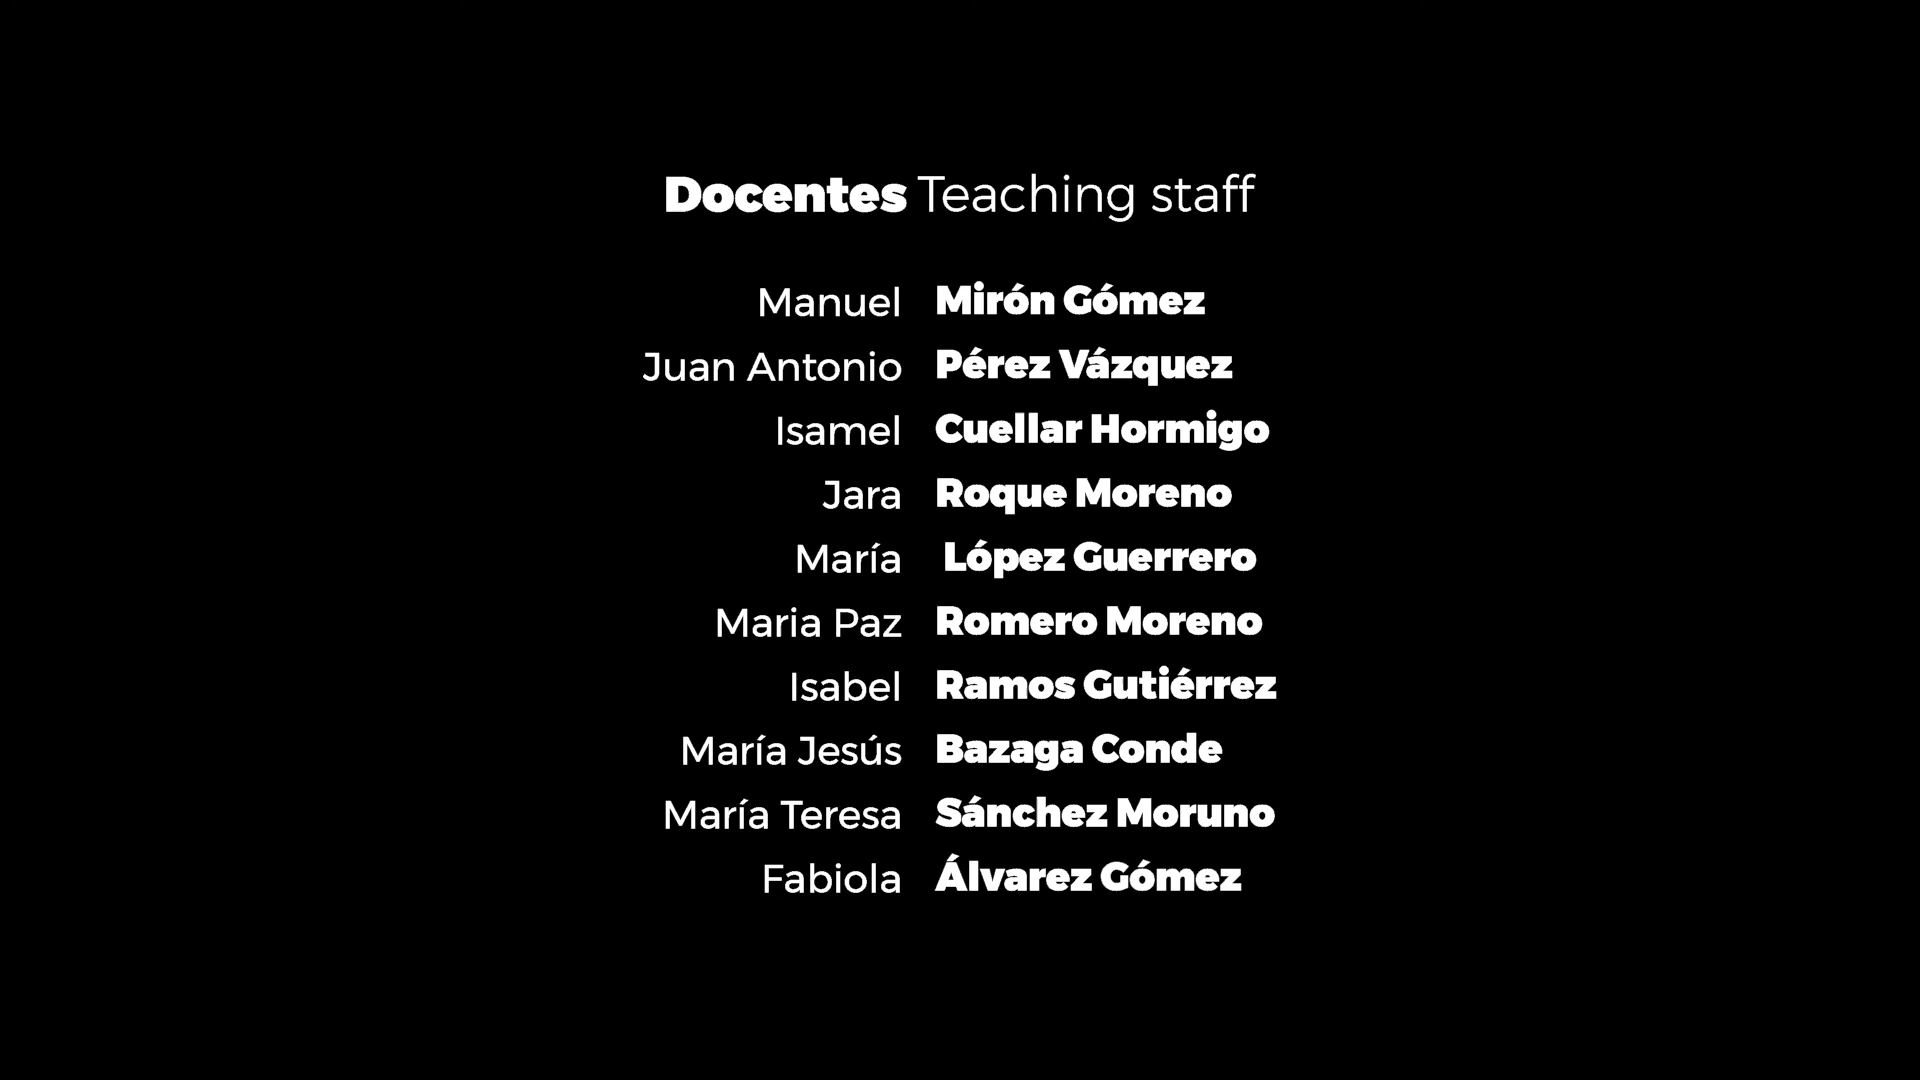 Docentes Teaching staff
Manuel Mirón Gómez
Juan Antonio Pérez Vázquez
Isamel Cuellar Hormigo
Jara Roque Moreno
María López Guerrero
Maria Paz Romero Moreno
Isabel Ramos Gutiérrez
María Jesús Bazaga Conde
María Teresa Sánchez Moruno
Fabiola Álvarez Gómez